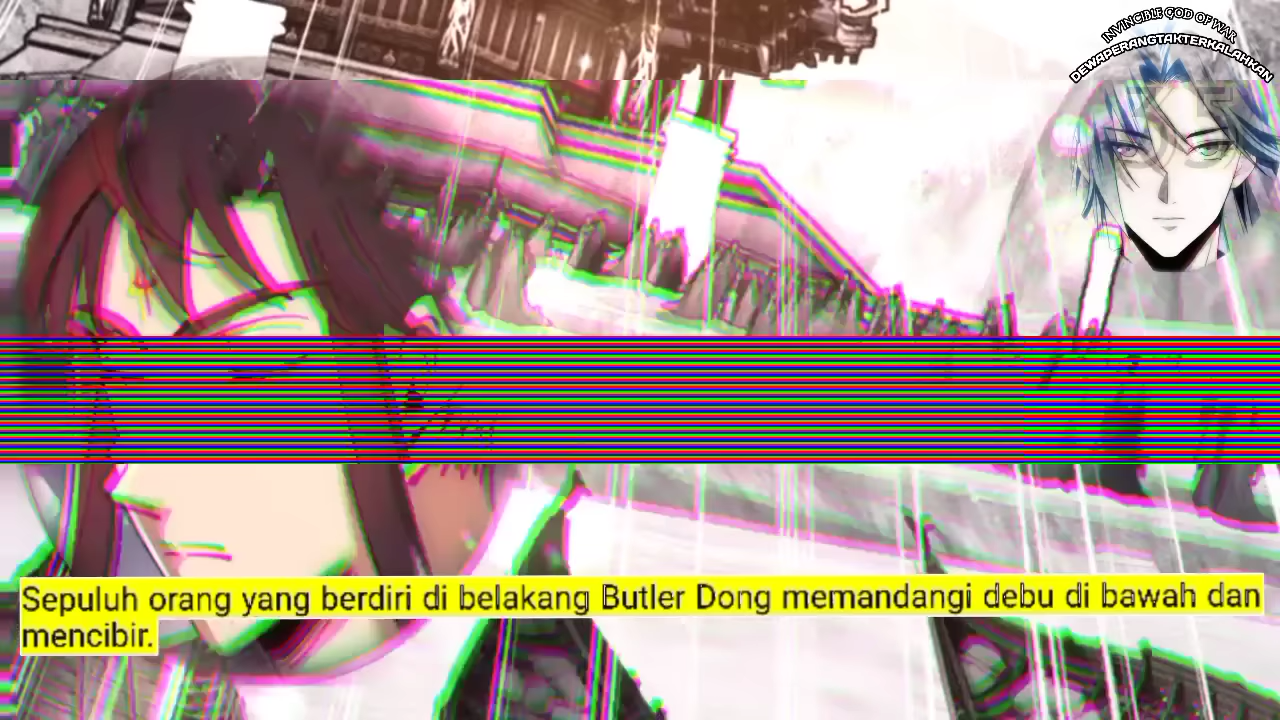 INVINCIBLE GOD OF WAR
DEWAPERANGTAKTERKALAHKAN
Sepuluh orang yang berdiri di belakang Butler Dong memandangi debu di bawah dan
mencibir.